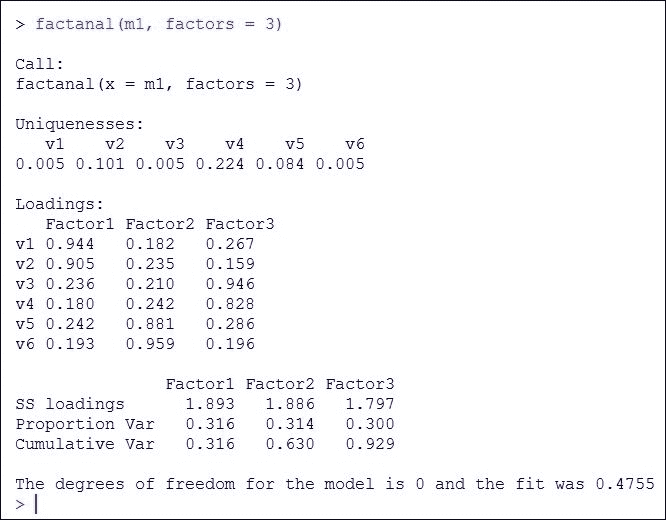 > factanal(m1, factors = 3)
Call:
factanal(x = m1, factors = 3)
Uniquenesses:
v1 v2 v3 v4 v5 v6
0.005 0.101 0.005 0.224 0.084 0.005
Loadings:
Factor1 Factor2 Factor3
v1 0.944 0.182 0.267
v2 0.905 0.235 0.159
v3 0.236 0.210 0.946
v4 0.180 0.242 0.828
v5 0.242 0.881 0.286
v6 0.193 0.959 0.196
Factor1 Factor2 Factor3
SS loadings 1.893 1.886 1.797
Proportion Var 0.316 0.314 0.300
Cumulative Var 0.316 0.630 0.929
The degrees of freedom for the model is 0 and the fit was 0.4755
>